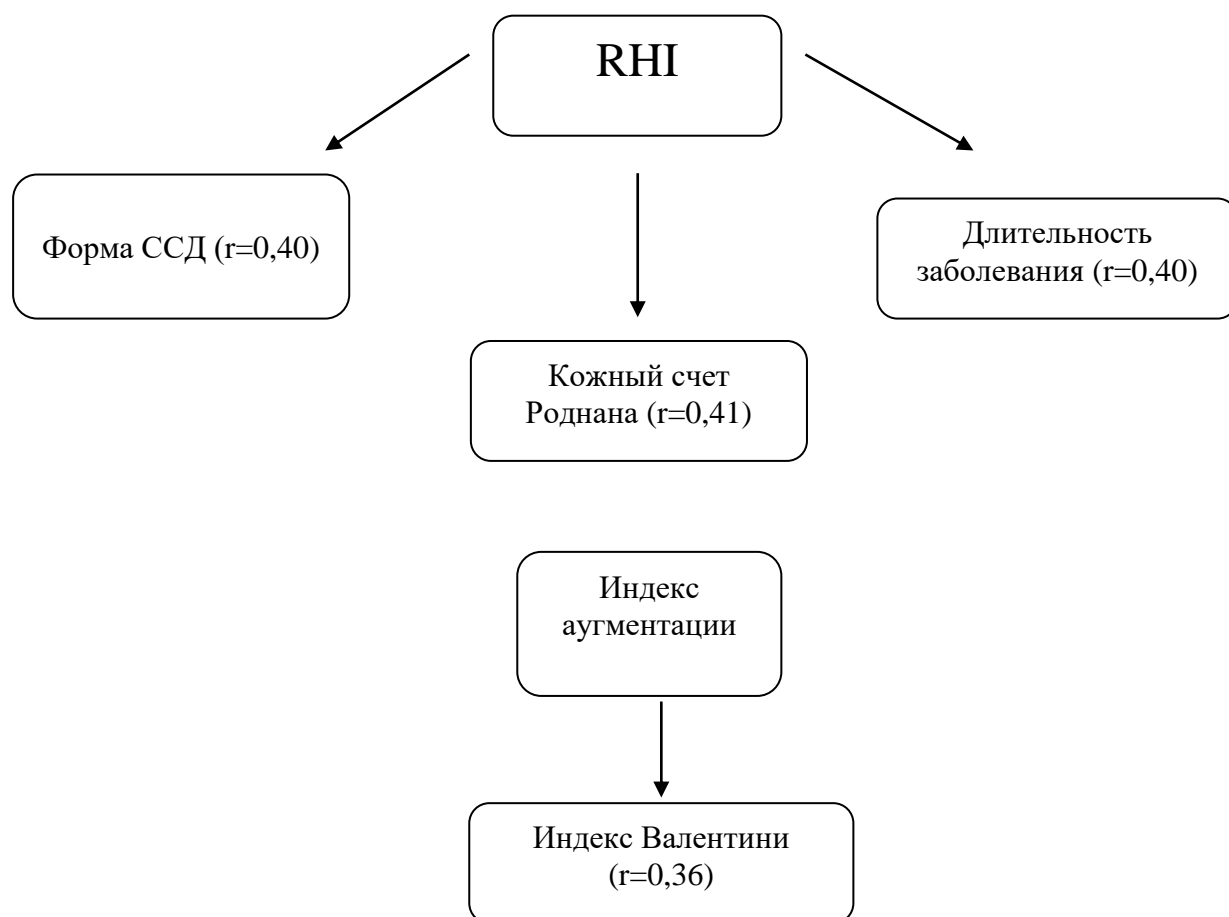 RHI
Форма ССД (r=0,40)
Длительность
заболевания (r=0,40)
Кожный счет
Роднана (r=0,41)
Индекс
аугментации
Индекс Валентини
(r=0,36)